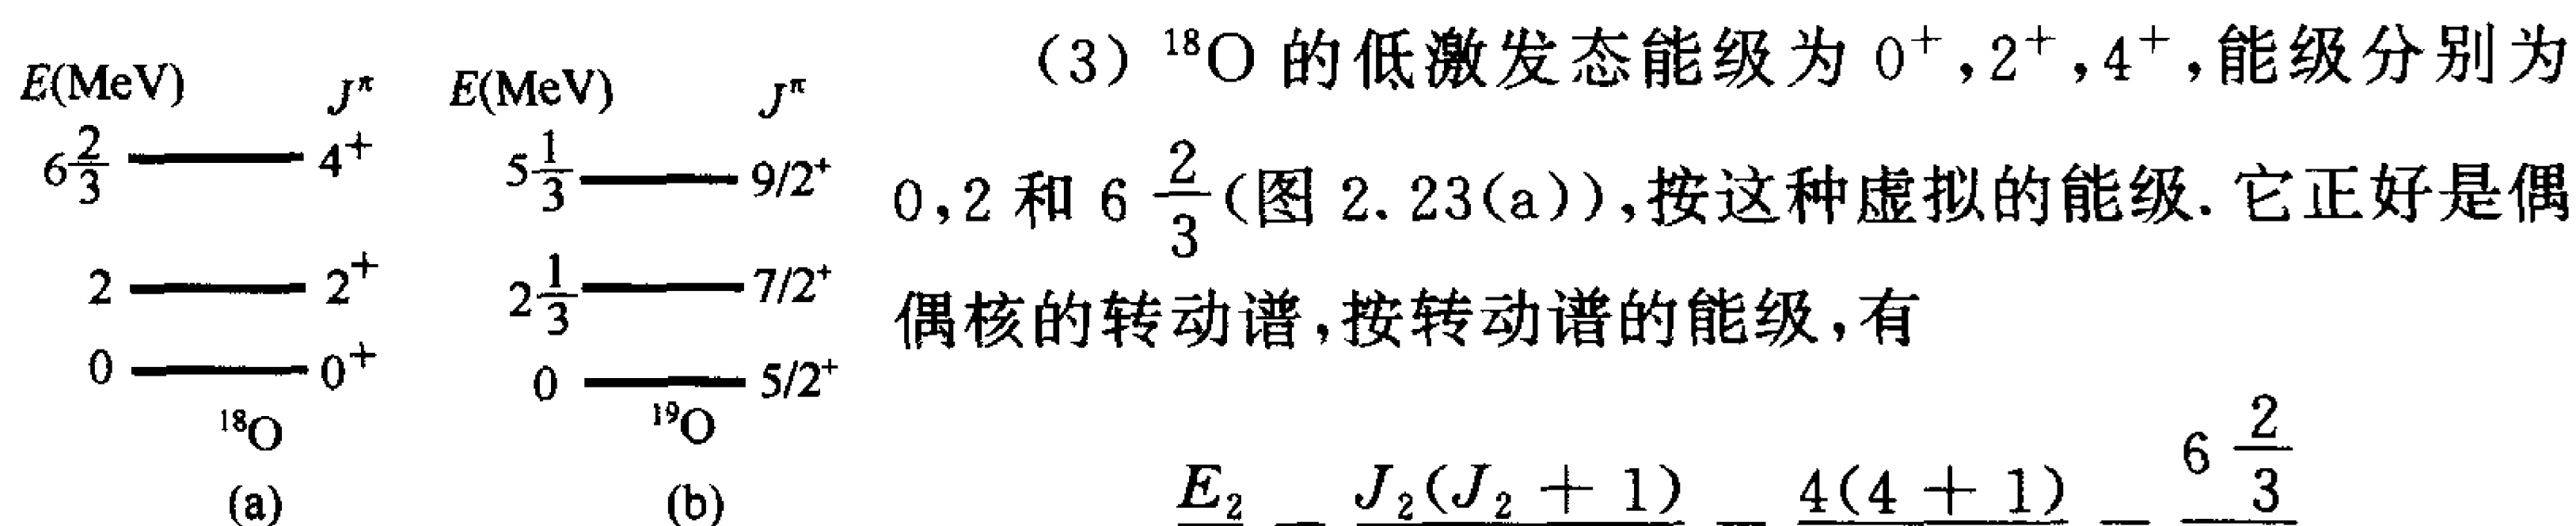 E(MeV) J^π
6 2/3 4⁺
2 2⁺
0 0⁺
¹⁸O
(a)
E(MeV) J^π
5 1/3 9/2⁺
2 1/3 7/2⁺
0 5/2⁺
¹⁹O
(b)
(3) ¹⁸O 的低激发态能级为 0⁺,2⁺,4⁺,能级分别为
0,2 和 6 2/3(图 2.23(a)),按这种虚拟的能级.它正好是偶
偶核的转动谱,按转动谱的能级,有
E₂ = J₂(J₂ + 1) = 4(4 + 1) = 6 2/3